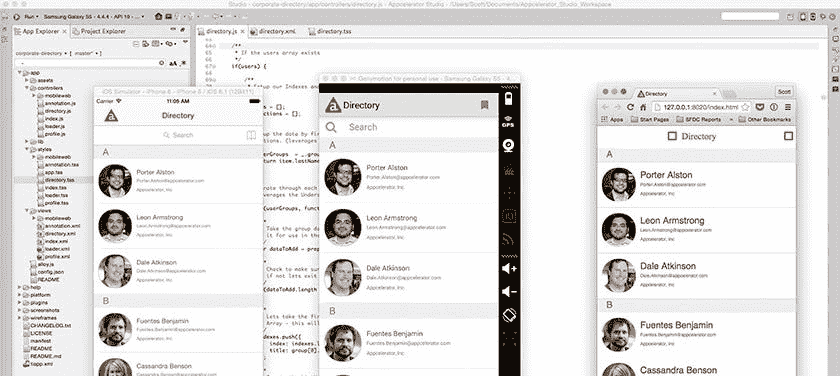 Studio - corporate-directory/app/controllers/directory.js - Appcelerator Studio - /Users/Scott/Documents/Appcelerator_Studio_Workspace
Run
Samsung Galaxy S5 - 4.4.4 - API 19
App Explorer
Project Explorer
directory.js
directory.xml
directory.tss
corporate-directory
app
assets
controllers
mobileweb
annotation.js
directory.js
index.js
loader.js
profile.js
lib
styles
mobileweb
annotation.tss
app.tss
directory.tss
index.tss
loader.tss
profile.tss
views
mobileweb
annotation.xml
directory.xml
index.xml
loader.xml
profile.xml
alloy.js
config.json
README
help
platform
plugins
screenshots
wireframes
CHANGELOG.txt
LICENSE
manifest
README
README.md
tiapp.xml
/**
* If the users array exists
*/
if(users) {
/**
iOS Simulator - iPhone 6 - iPhone 6 / iOS 8.1 (12B411)
Carrier
11:05 AM
Directory
Search
A
Porter Alston
Porter.Alston@appcelerator.com
Appcelerator, Inc
Leon Armstrong
Leon.Armstrong@appcelerator.com
Appcelerator, Inc
Dale Atkinson
Dale.Atkinson@appcelerator.com
Appcelerator, Inc
B
Fuentes Benjamin
Fuentes.Benjamin@appcelerator.com
Appcelerator, Inc
Cassandra Benson
Genymotion for personal use - Samsung Galaxy S5 - 4.4....
Directory
Search
A
Porter Alston
Porter.Alston@appcelerator.com
Appcelerator, Inc
Leon Armstrong
Leon.Armstrong@appcelerator.com
Appcelerator, Inc
Dale Atkinson
Dale.Atkinson@appcelerator.com
Appcelerator, Inc
B
Fuentes Benjamin
Fuentes.Benjamin@appcelerator.com
Appcelerator, Inc
GPS
Directory
Scott
127.0.0.1:8020/index.html
Apps
Start Pages
SFDC Reports
Other Bookmarks
Directory
A
Porter Alston
Porter.Alston@appcelerator.com
Appcelerator, Inc
Leon Armstrong
Leon.Armstrong@appcelerator.com
Appcelerator, Inc
Dale Atkinson
Dale.Atkinson@appcelerator.com
Appcelerator, Inc
B
Fuentes Benjamin
Fuentes.Benjamin@appcelerator.com
Appcelerator, Inc
Cassandra Benson